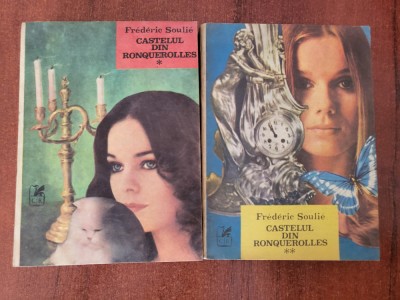 Frédéric Soulié
CASTELUL
DIN
RONQUEROLLES
*
Frédéric Soulié
CASTELUL
DIN
RONQUEROLLES
**